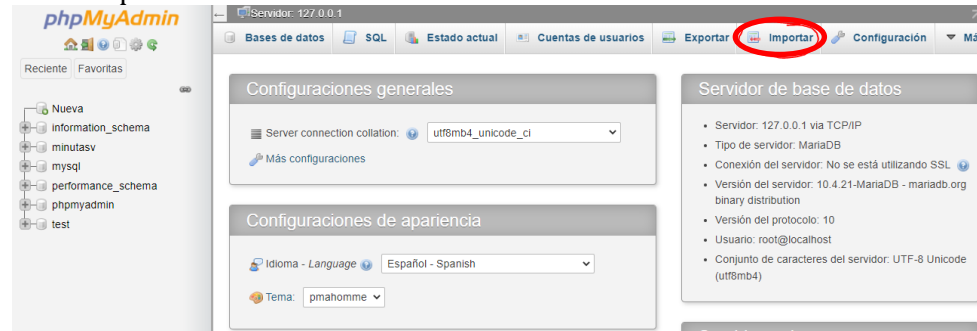 phpMyAdmin
Reciente Favoritas
Nueva
information_schema
minutasv
mysql
performance_schema
phpmyadmin
test
Servidor: 127.0.0.1
Bases de datos SQL Estado actual Cuentas de usuarios Exportar Importar Configuración
Configuraciones generales
Server connection collation: utf8mb4_unicode_ci
Más configuraciones
Configuraciones de apariencia
Idioma - Language Español - Spanish
Tema: pmahomme
Servidor de base de datos
• Servidor: 127.0.0.1 via TCP/IP
• Tipo de servidor: MariaDB
• Conexión del servidor: No se está utilizando SSL
• Versión del servidor: 10.4.21-MariaDB - mariadb.org
binary distribution
• Versión del protocolo: 10
• Usuario: root@localhost
• Conjunto de caracteres del servidor: UTF-8 Unicode
(utf8mb4)